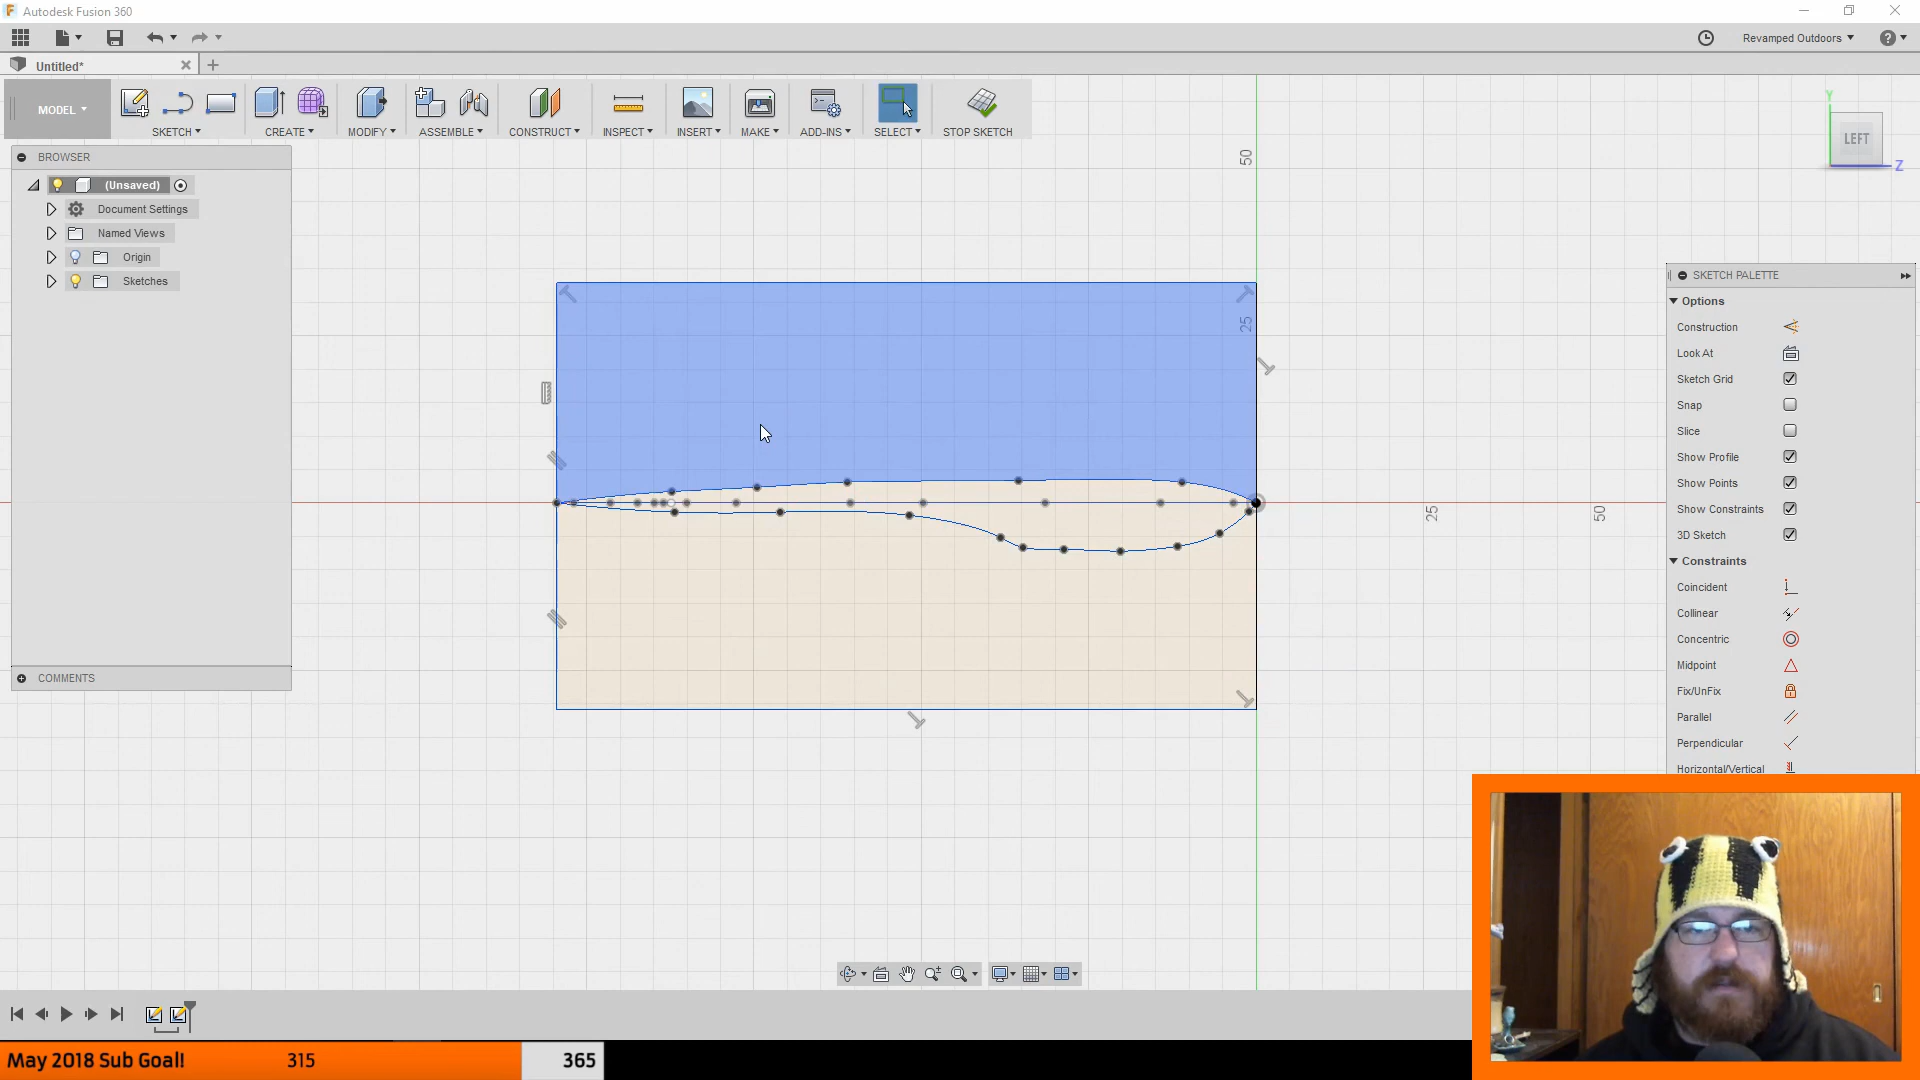 Autodesk Fusion 360
Revamped Outdoors
Untitled*
MODEL
SKETCH
CREATE
MODIFY
ASSEMBLE
CONSTRUCT
INSPECT
INSERT
MAKE
ADD-INS
SELECT
STOP SKETCH
BROWSER
(Unsaved)
Document Settings
Named Views
Origin
Sketches
COMMENTS
50
25
25
50
Y
LEFT
Z
SKETCH PALETTE
Options
Construction
Look At
Sketch Grid
Snap
Slice
Show Profile
Show Points
Show Constraints
3D Sketch
Constraints
Coincident
Collinear
Concentric
Midpoint
Fix/UnFix
Parallel
Perpendicular
Horizontal/Vertical
May 2018 Sub Goal! 315 365